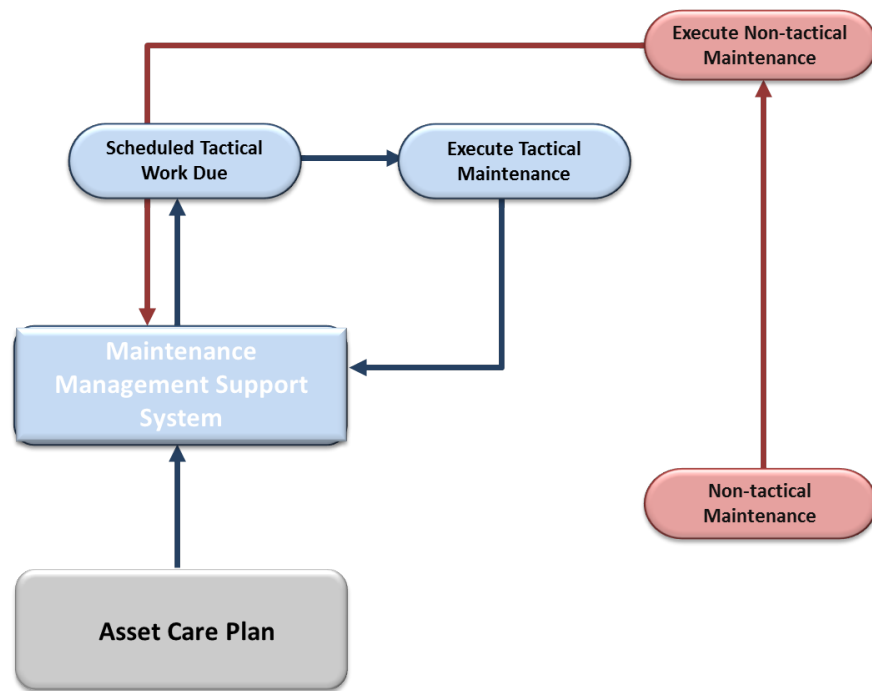 Execute Non-tactical
Maintenance
Scheduled Tactical
Work Due
Execute Tactical
Maintenance
Maintenance
Management Support
System
Non-tactical
Maintenance
Asset Care Plan